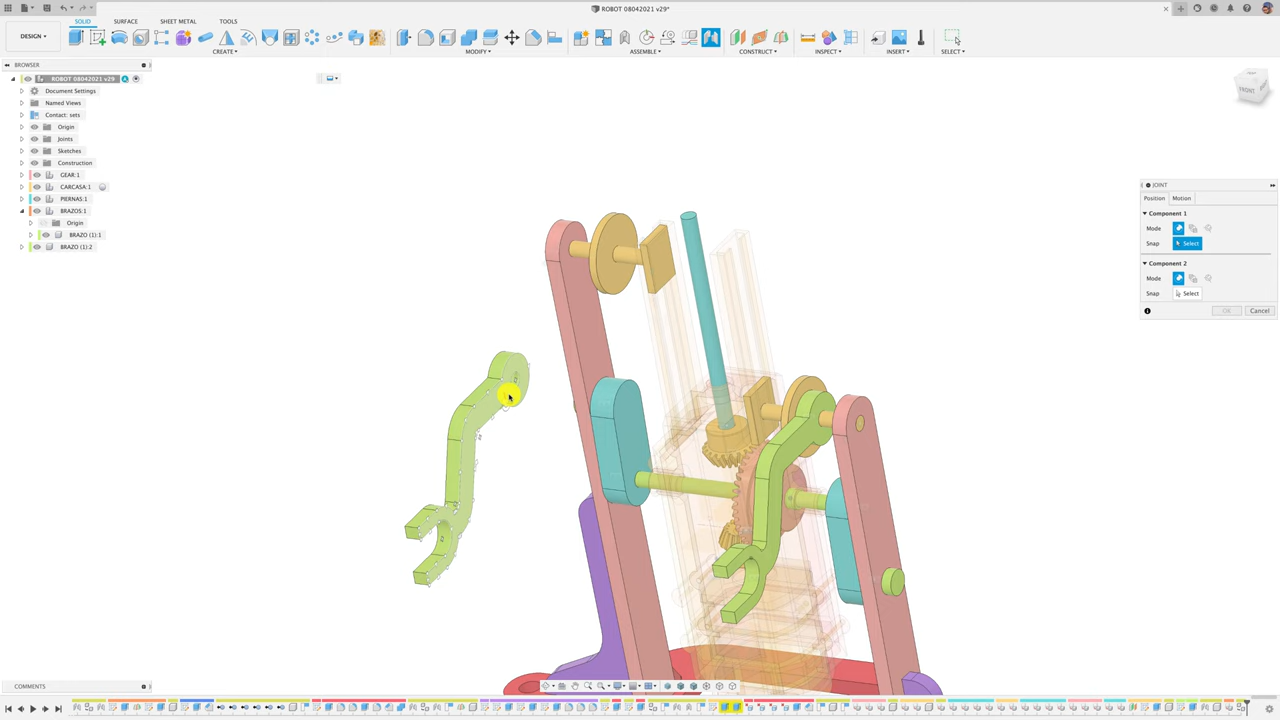 ROBOT 08042021 v29*
DESIGN
SOLID SURFACE SHEET METAL TOOLS
CREATE MODIFY ASSEMBLE CONSTRUCT INSPECT INSERT SELECT
BROWSER
ROBOT 08042021 v29
Document Settings
Named Views
Contact: sets
Origin
Joints
Sketches
Construction
GEAR:1
CARCASA:1
PIERNAS:1
BRAZOS:1
Origin
BRAZO (1):1
BRAZO (1):2
FRONT
JOINT
Position Motion
Component 1
Mode
Snap Select
Component 2
Mode
Snap Select
OK Cancel
COMMENTS